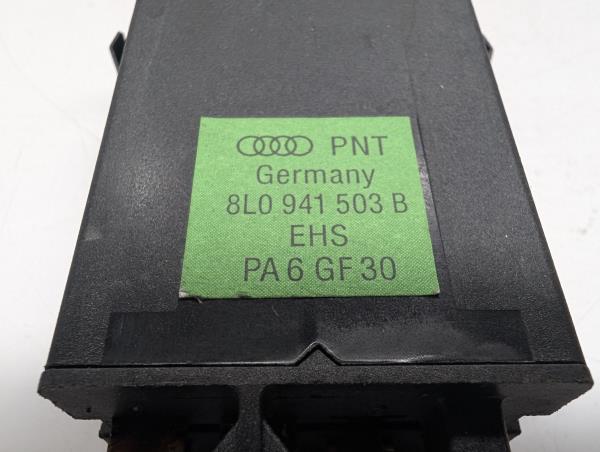 PNT
Germany
8L0 941 503 B
EHS
PA 6 GF 30